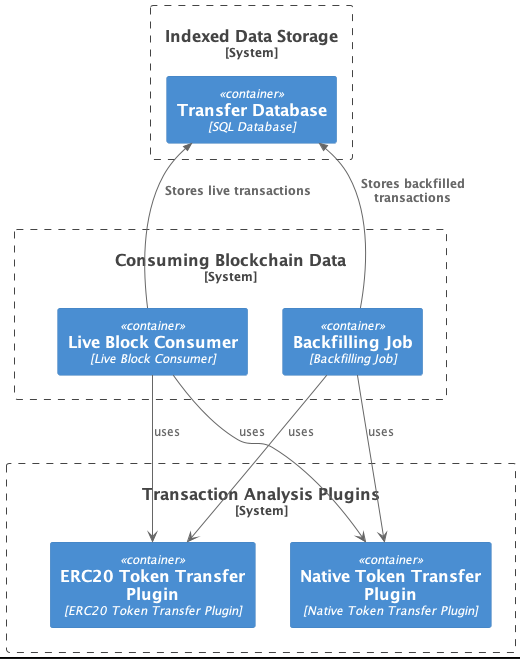 Indexed Data Storage
[System]
«container»
Transfer Database
[SQL Database]
Stores live transactions
Stores backfilled
transactions
Consuming Blockchain Data
[System]
«container»
Live Block Consumer
[Live Block Consumer]
«container»
Backfilling Job
[Backfilling Job]
uses
uses
uses
uses
Transaction Analysis Plugins
[System]
«container»
ERC20 Token Transfer
Plugin
[ERC20 Token Transfer Plugin]
«container»
Native Token Transfer
Plugin
[Native Token Transfer Plugin]